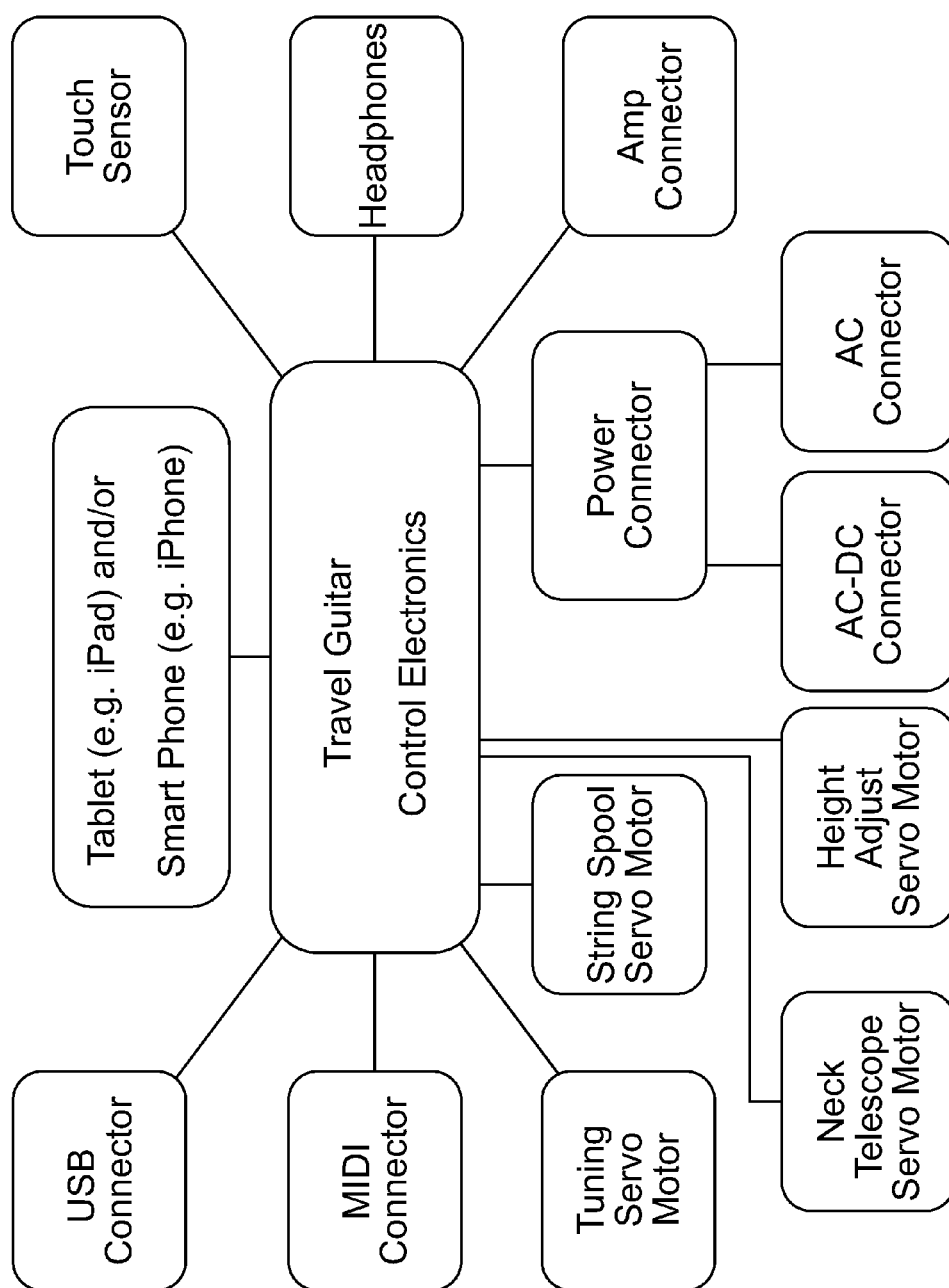 Tablet (e.g. iPad) and/or
Smart Phone (e.g. iPhone)
USB
Connector
Touch
Sensor
MIDI
Connector
Travel Guitar
Control Electronics
Headphones
Tuning
Servo
Motor
String Spool
Servo Motor
Power
Connector
Amp
Connector
Neck
Telescope
Servo Motor
Height
Adjust
Servo Motor
AC-DC
Connector
AC
Connector